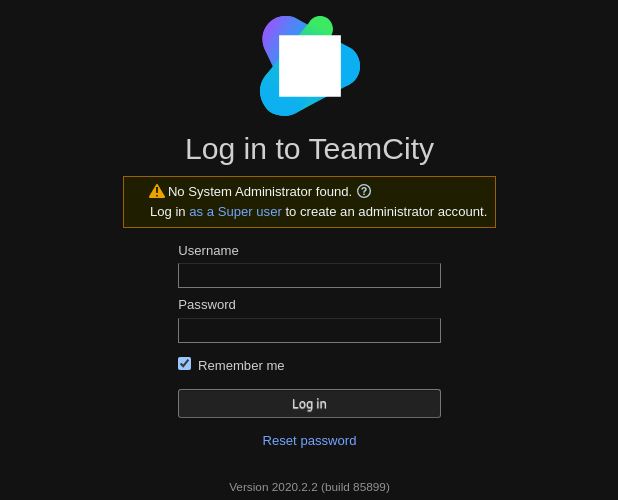 Log in to TeamCity
No System Administrator found.
Log in as a Super user to create an administrator account.
Username
Password
Remember me
Log in
Reset password
Version 2020.2.2 (build 85899)